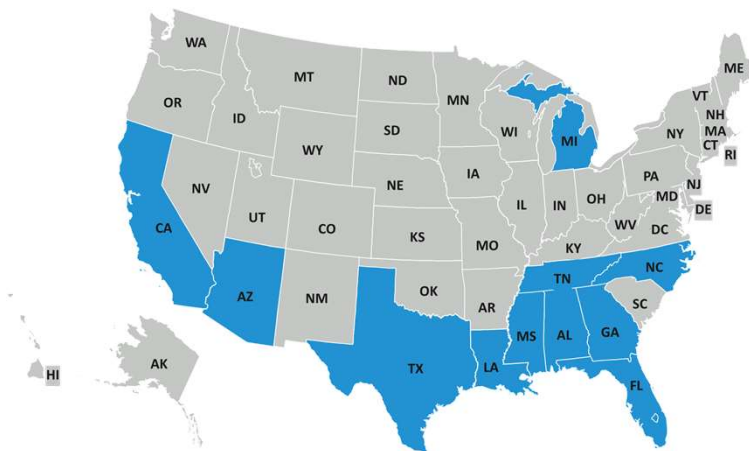 WA
MT
ND
MN
ME
VT
NH
MA
CT
RI
OR
ID
SD
WI
MI
NY
WY
IA
PA
NJ
NV
UT
NE
IL
IN
OH
MD
DE
CA
CO
KS
MO
WV
DC
KY
AZ
NM
OK
AR
TN
NC
SC
MS
AL
GA
TX
LA
FL
AK
HI